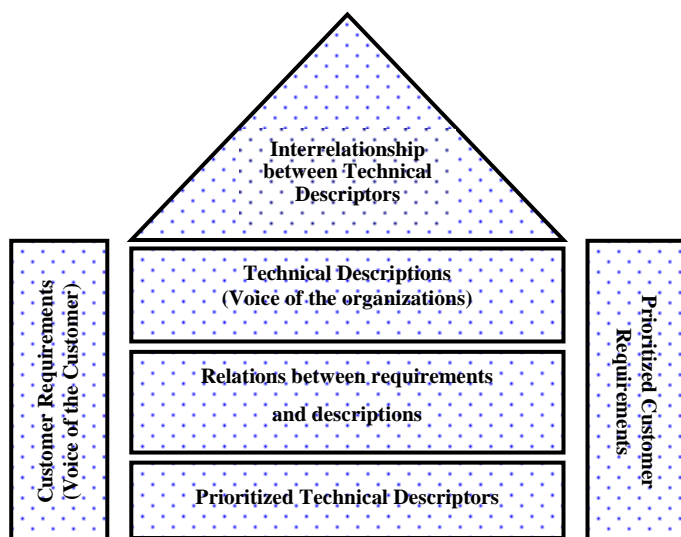 Interrelationship
between Technical
Descriptors
Customer Requirements
(Voice of the Customer)
Technical Descriptions
(Voice of the organizations)
Relations between requirements
and descriptions
Prioritized Technical Descriptors
Prioritized Customer
Requirements